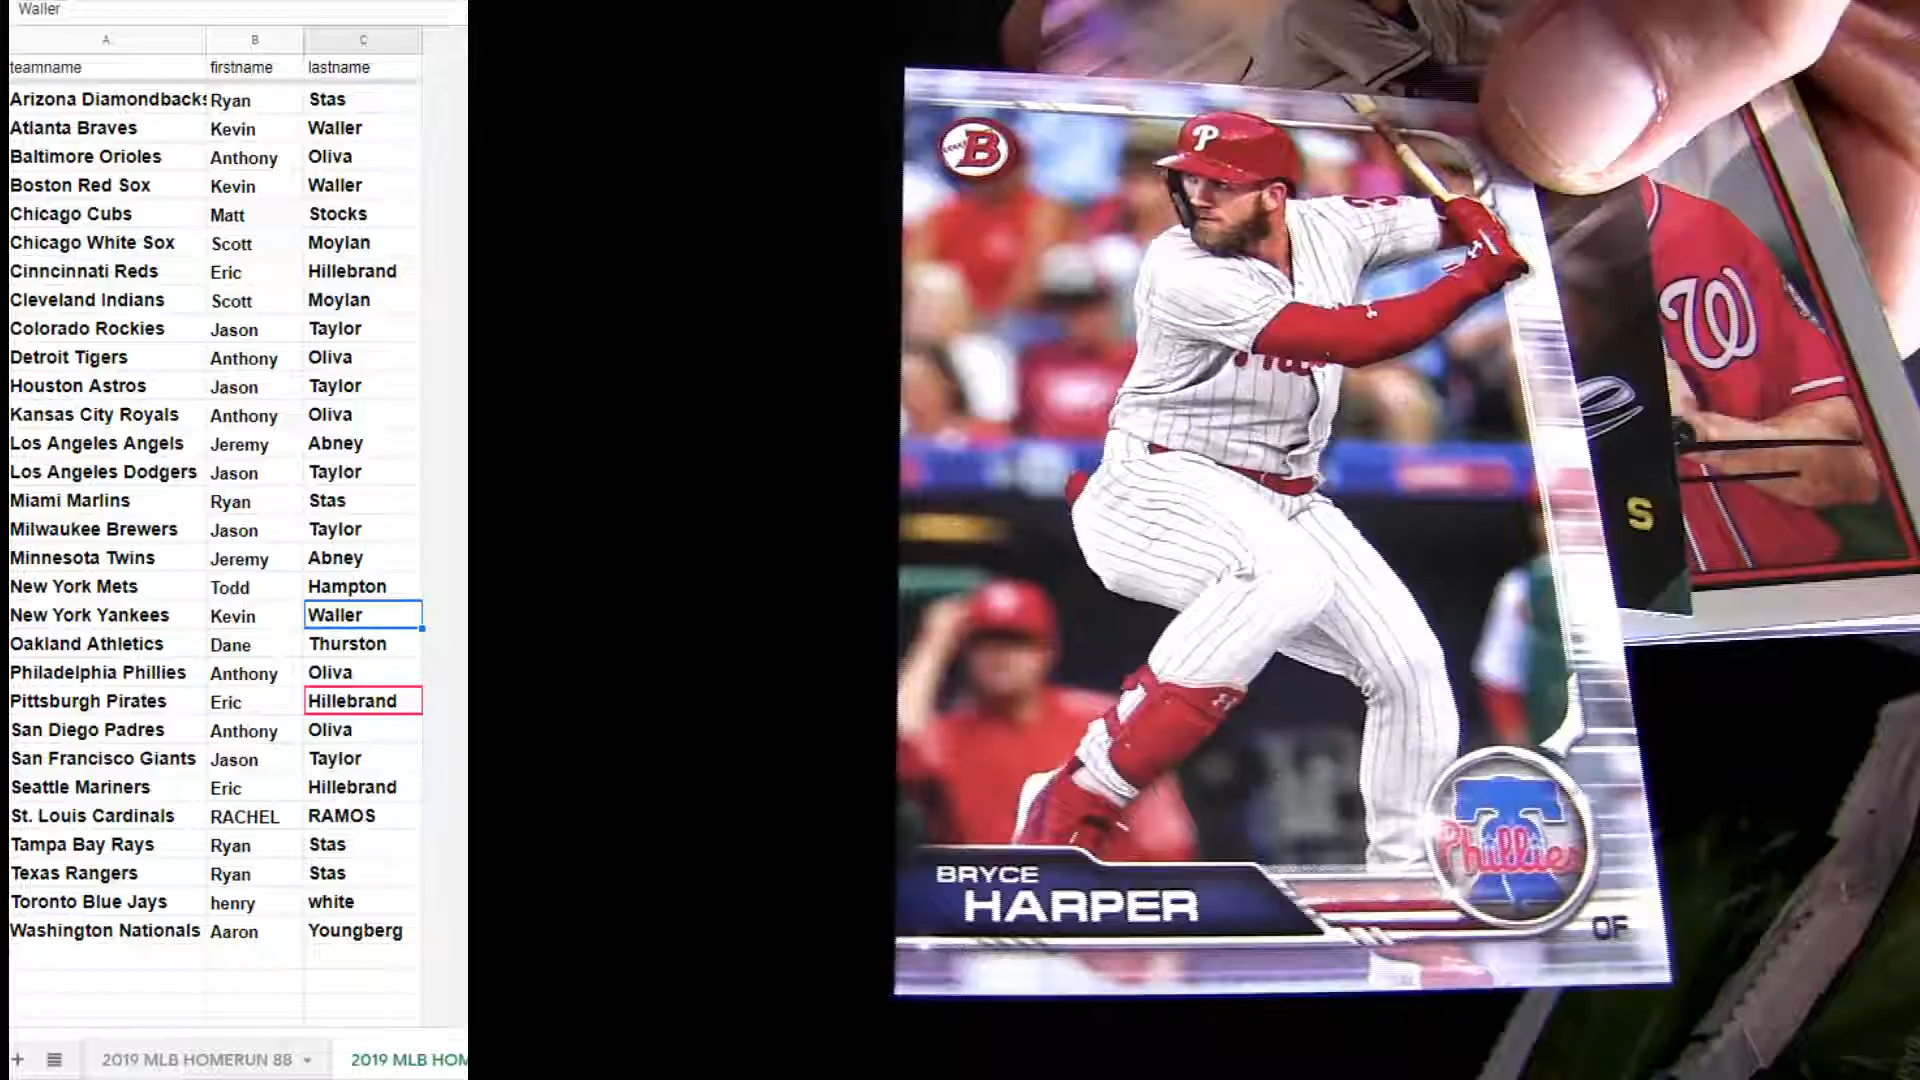 Waller
A B C
teamname firstname lastname
Arizona Diamondbacks Ryan Stas
Atlanta Braves Kevin Waller
Baltimore Orioles Anthony Oliva
Boston Red Sox Kevin Waller
Chicago Cubs Matt Stocks
Chicago White Sox Scott Moylan
Cinncinnati Reds Eric Hillebrand
Cleveland Indians Scott Moylan
Colorado Rockies Jason Taylor
Detroit Tigers Anthony Oliva
Houston Astros Jason Taylor
Kansas City Royals Anthony Oliva
Los Angeles Angels Jeremy Abney
Los Angeles Dodgers Jason Taylor
Miami Marlins Ryan Stas
Milwaukee Brewers Jason Taylor
Minnesota Twins Jeremy Abney
New York Mets Todd Hampton
New York Yankees Kevin Waller
Oakland Athletics Dane Thurston
Philadelphia Phillies Anthony Oliva
Pittsburgh Pirates Eric Hillebrand
San Diego Padres Anthony Oliva
San Francisco Giants Jason Taylor
Seattle Mariners Eric Hillebrand
St. Louis Cardinals RACHEL RAMOS
Tampa Bay Rays Ryan Stas
Texas Rangers Ryan Stas
Toronto Blue Jays henry white
Washington Nationals Aaron Youngberg
2019 MLB HOMERUN 88
2019 MLB HOM
B
P
W
S
Phillies
BRYCE
HARPER
OF